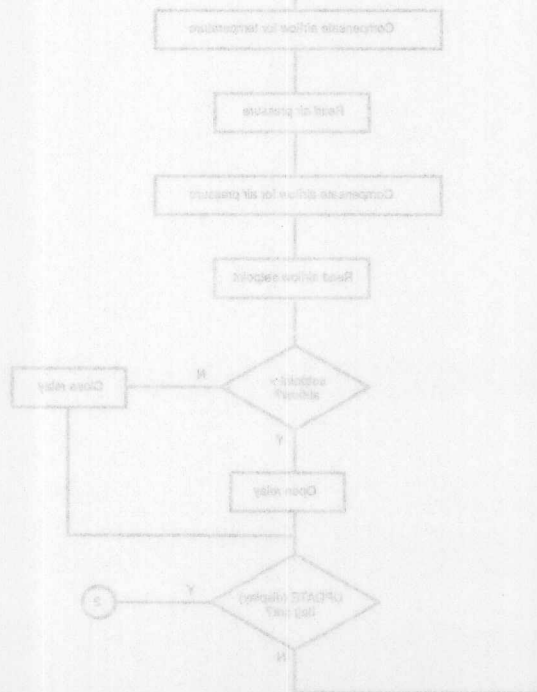 Compensate airflow for temperature
Read air pressure
Compensate airflow for air pressure
Read airflow setpoint
setpoint>
airflow?
N
Close relay
Y
Open relay
UPDATE (display)
flag set?
Y
2
N